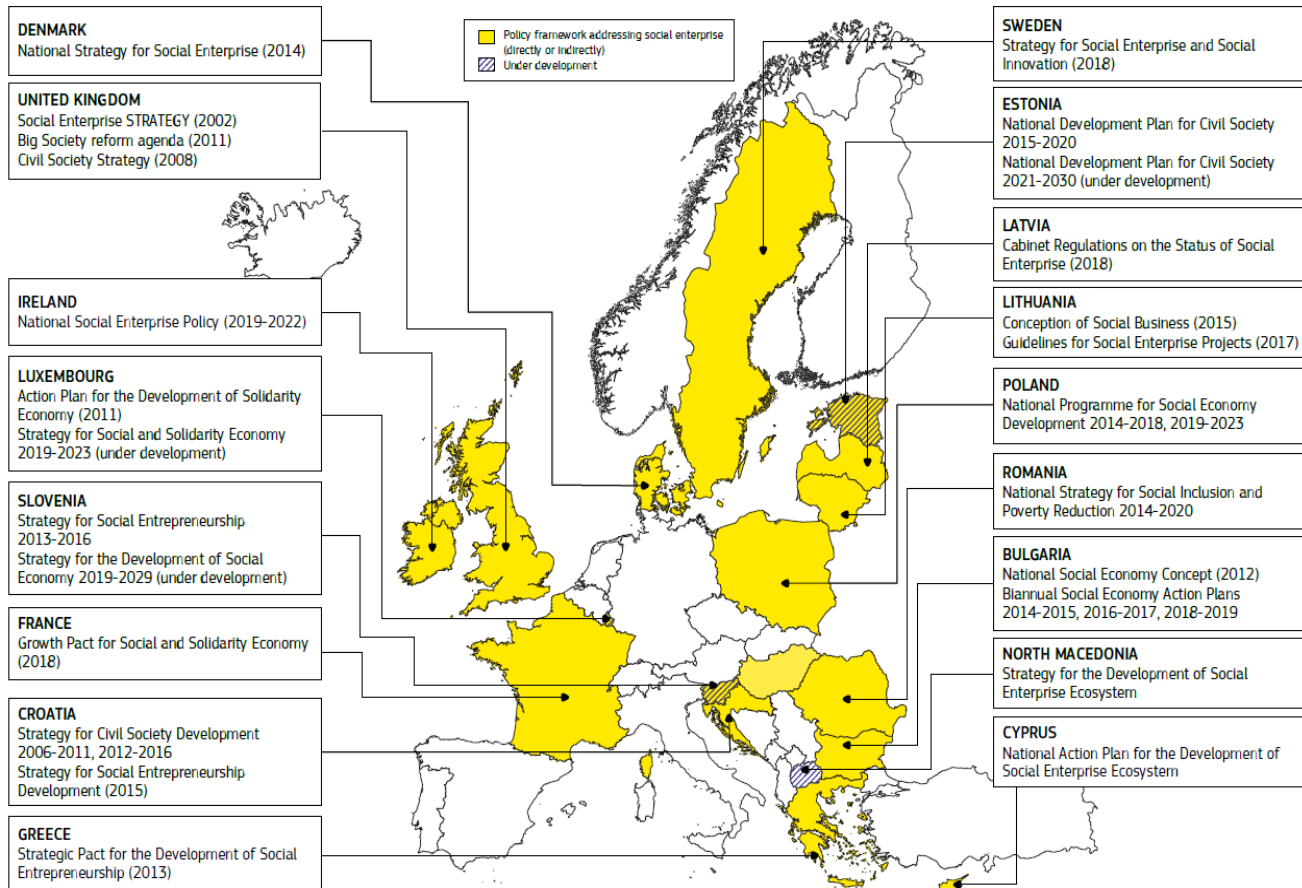 DENMARK
National Strategy for Social Enterprise (2014)
UNITED KINGDOM
Social Enterprise STRATEGY (2002)
Big Society reform agenda (2011)
Civil Society Strategy (2008)
IRELAND
National Social Enterprise Policy (2019-2022)
LUXEMBOURG
Action Plan for the Development of Solidarity
Economy (2011)
Strategy for Social and Solidarity Economy
2019-2023 (under development)
SLOVENIA
Strategy for Social Entrepreneurship
2013-2016
Strategy for the Development of Social
Economy 2019-2029 (under development)
FRANCE
Growth Pact for Social and Solidarity Economy
(2018)
CROATIA
Strategy for Civil Society Development
2006-2011, 2012-2016
Strategy for Social Entrepreneurship
Development (2015)
GREECE
Strategic Pact for the Development of Social
Entrepreneurship (2013)
Policy framework addressing social enterprise
(directly or indirectly)
Under development
SWEDEN
Strategy for Social Enterprise and Social
Innovation (2018)
ESTONIA
National Development Plan for Civil Society
2015-2020
National Development Plan for Civil Society
2021-2030 (under development)
LATVIA
Cabinet Regulations on the Status of Social
Enterprise (2018)
LITHUANIA
Conception of Social Business (2015)
Guidelines for Social Enterprise Projects (2017)
POLAND
National Programme for Social Economy
Development 2014-2018, 2019-2023
ROMANIA
National Strategy for Social Inclusion and
Poverty Reduction 2014-2020
BULGARIA
National Social Economy Concept (2012)
Biannual Social Economy Action Plans
2014-2015, 2016-2017, 2018-2019
NORTH MACEDONIA
Strategy for the Development of Social
Enterprise Ecosystem
CYPRUS
National Action Plan for the Development of
Social Enterprise Ecosystem